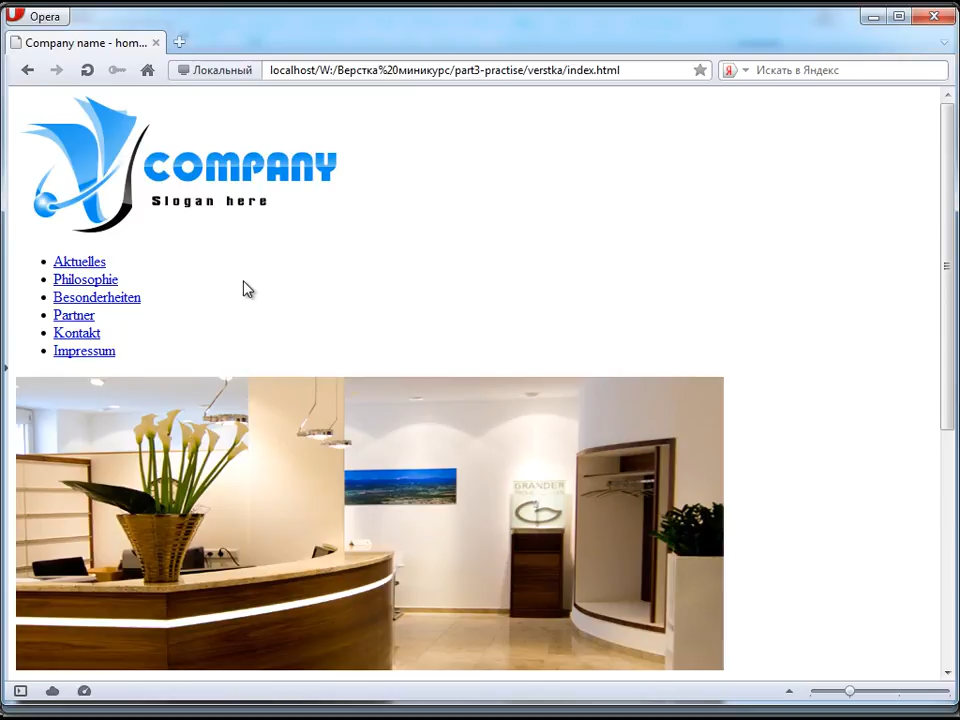 Opera
Company name - hom...
Локальный
localhost/W:/Верстка%20миникурс/part3-practise/verstka/index.html
Я
Искать в Яндекс
COMPANY
Slogan here
Aktuelles
Philosophie
Besonderheiten
Partner
Kontakt
Impressum
GRANDER